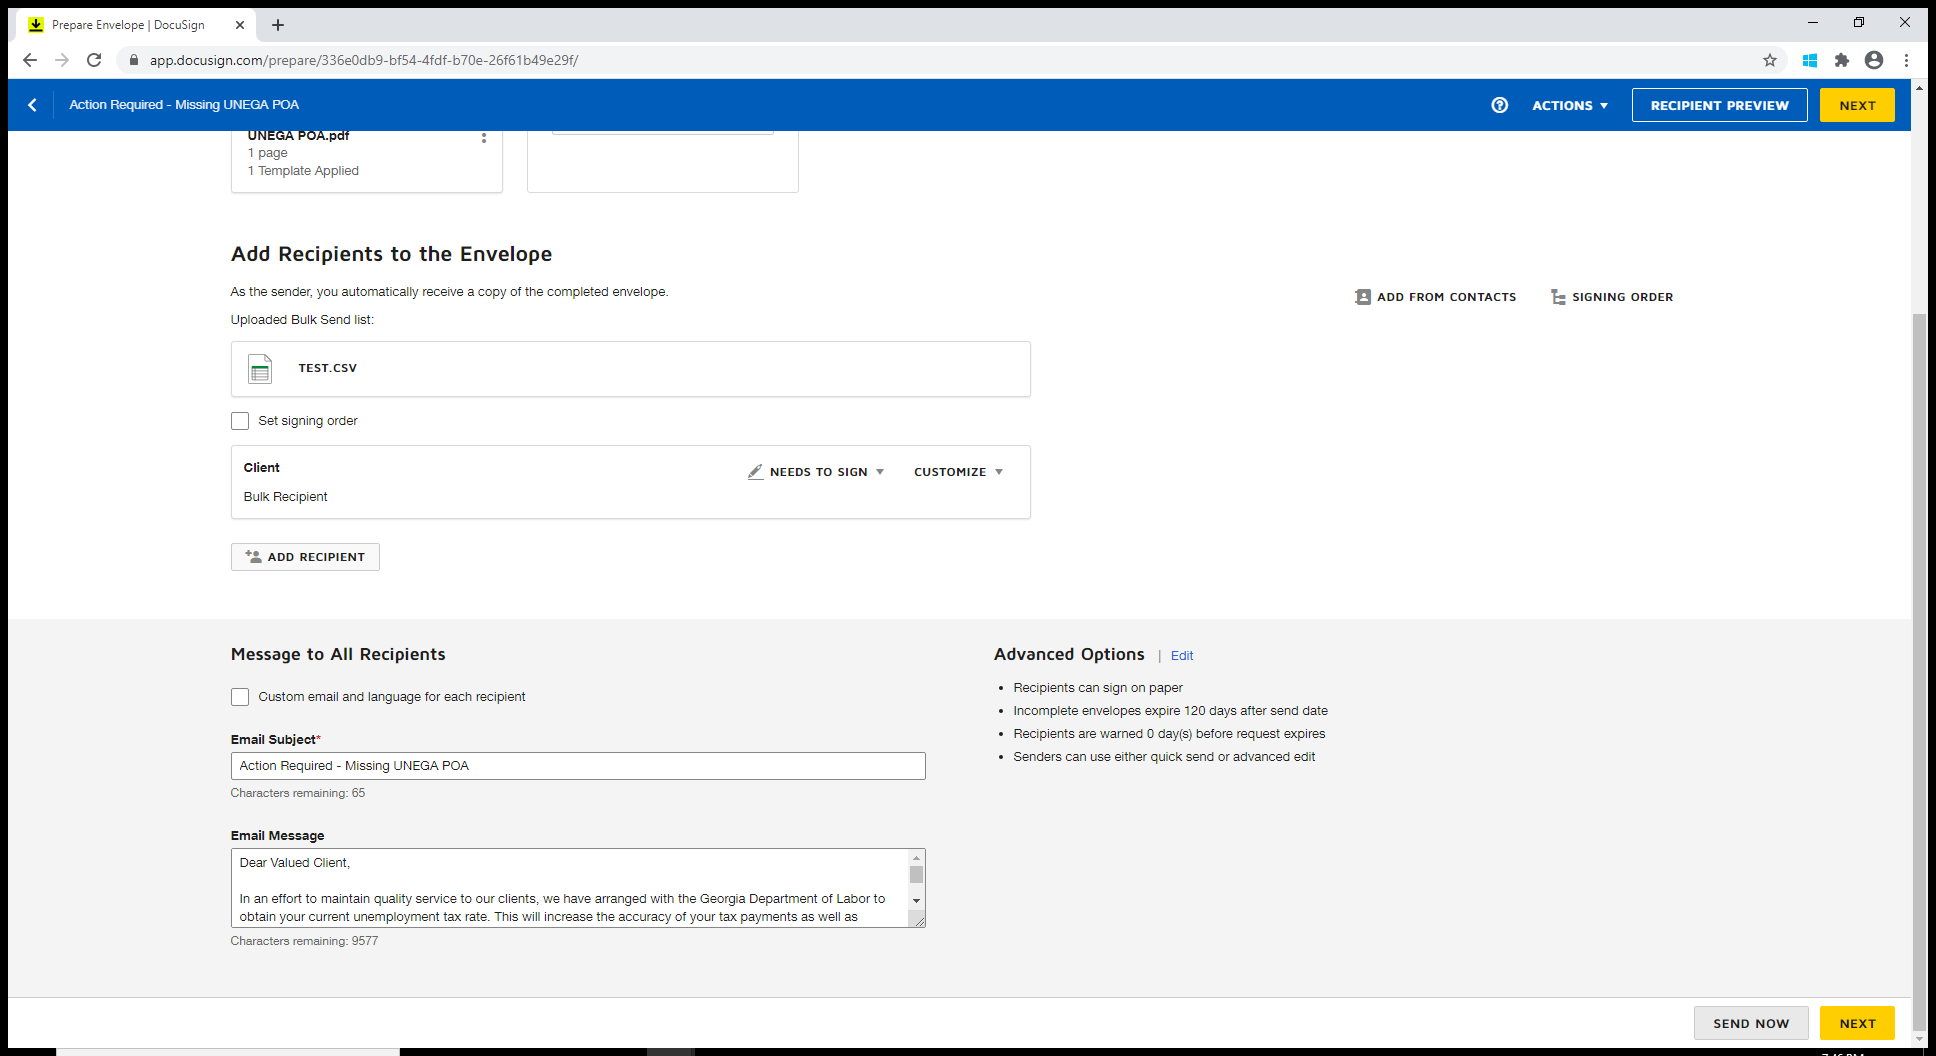 Prepare Envelope | DocuSign
app.docusign.com/prepare/336e0db9-bf54-4fdf-b70e-26f61b49e29f/
Action Required - Missing UNEGA POA
ACTIONS
RECIPIENT PREVIEW
NEXT
UNEGA POA.pdf
1 page
1 Template Applied
Add Recipients to the Envelope
As the sender, you automatically receive a copy of the completed envelope.
ADD FROM CONTACTS
SIGNING ORDER
Uploaded Bulk Send list:
TEST.CSV
Set signing order
Client
NEEDS TO SIGN
CUSTOMIZE
Bulk Recipient
ADD RECIPIENT
Message to All Recipients
Custom email and language for each recipient
Email Subject*
Action Required - Missing UNEGA POA
Characters remaining: 65
Email Message
Dear Valued Client,
In an effort to maintain quality service to our clients, we have arranged with the Georgia Department of Labor to
obtain your current unemployment tax rate. This will increase the accuracy of your tax payments as well as
Characters remaining: 9577
Advanced Options | Edit
• Recipients can sign on paper
• Incomplete envelopes expire 120 days after send date
• Recipients are warned 0 day(s) before request expires
• Senders can use either quick send or advanced edit
SEND NOW
NEXT